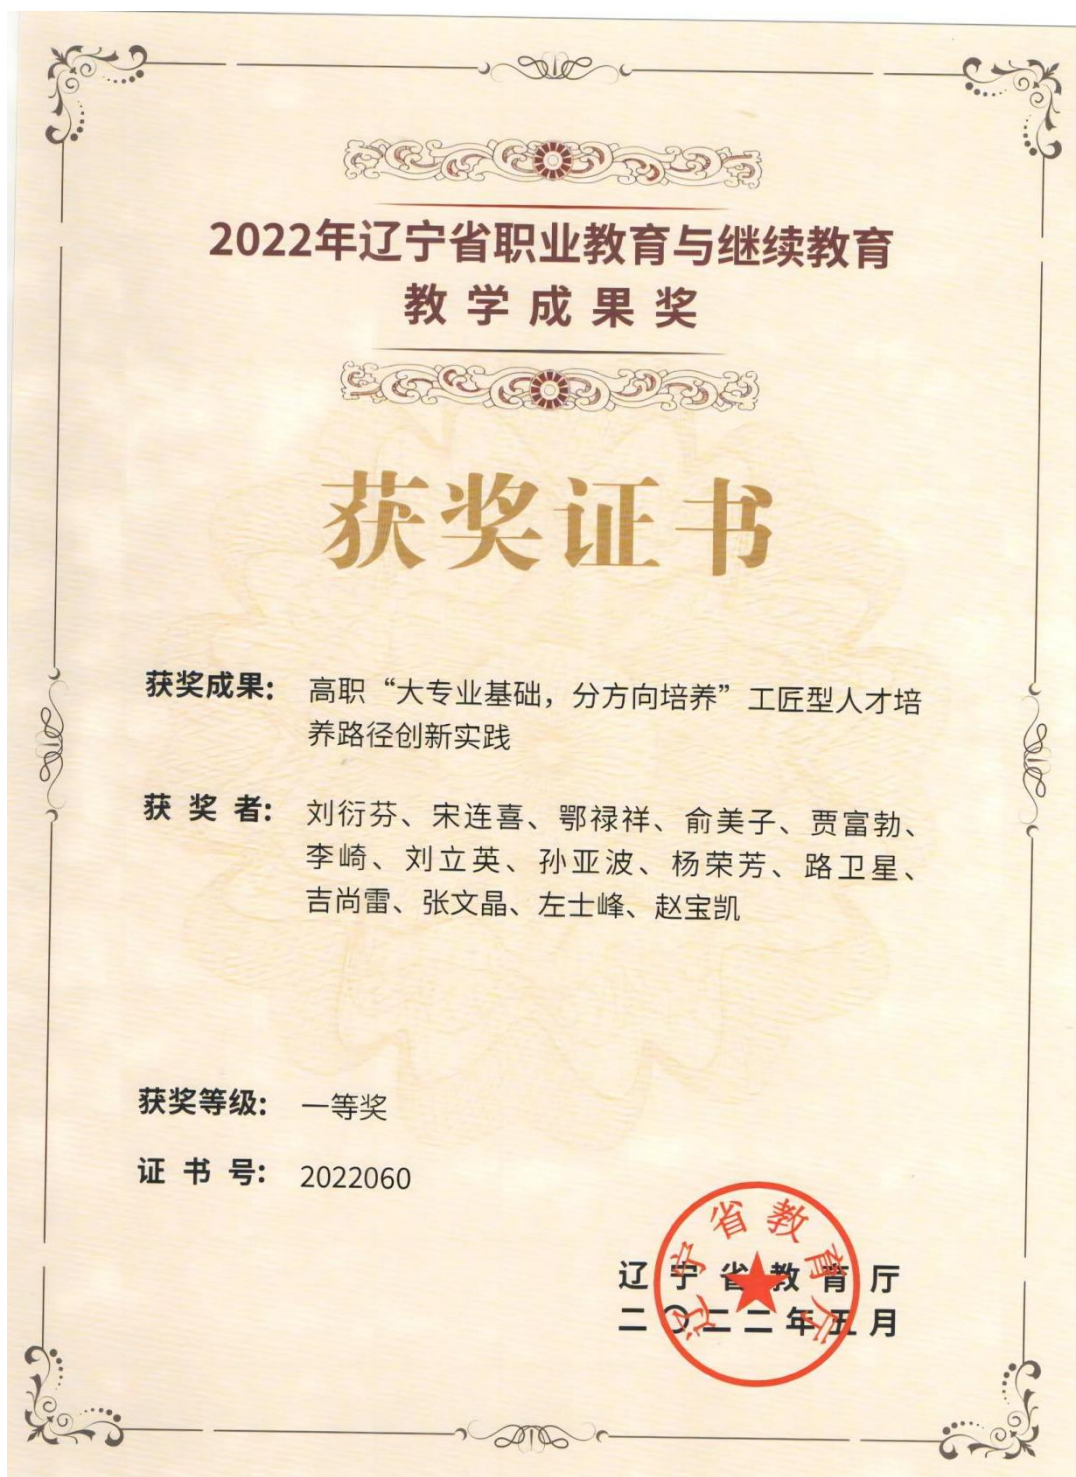 2022年辽宁省职业教育与继续教育
教学成果奖
获奖证书
获奖成果: 高职“大专业基础，分方向培养”工匠型人才培
养路径创新实践
获奖者: 刘衍芬、宋连喜、鄂禄祥、俞美子、贾富勃、
李崎、刘立英、孙亚波、杨荣芳、路卫星、
吉尚雷、张文晶、左士峰、赵宝凯
获奖等级: 一等奖
证书号: 2022060
辽宁省教育厅
二〇二二年五月
辽宁省教育厅